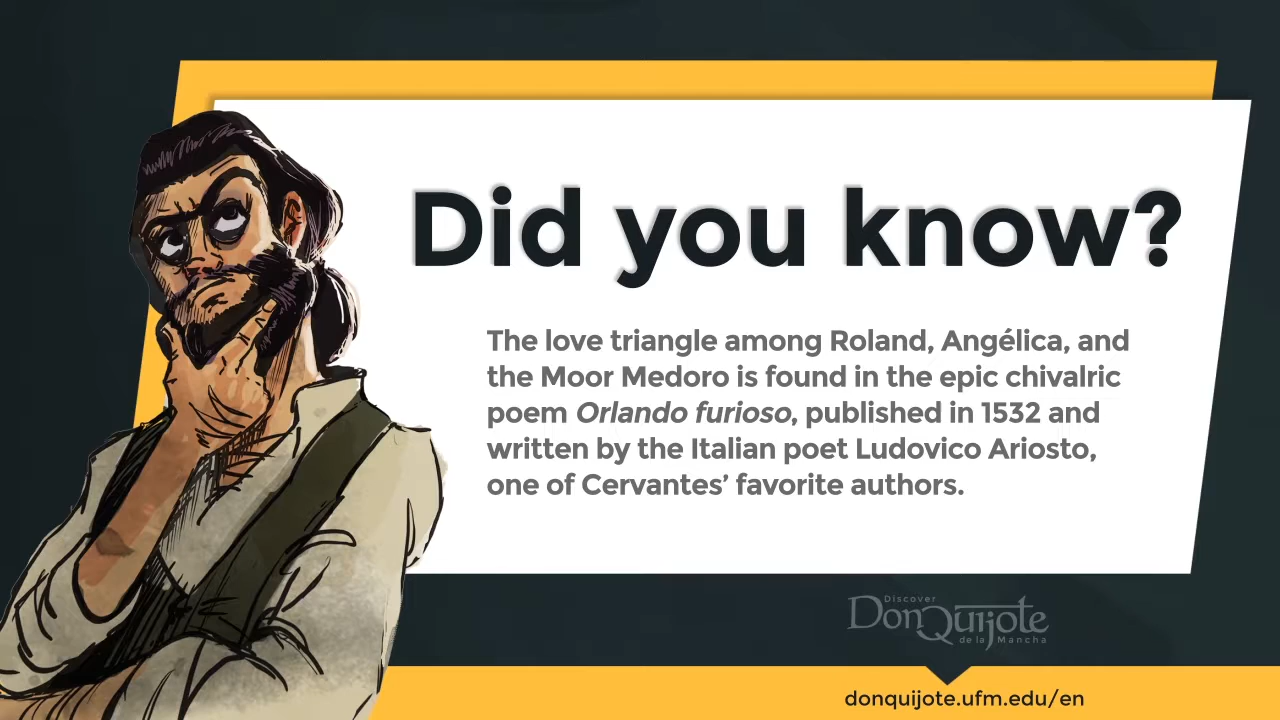 Did you know?
The love triangle among Roland, Angélica, and
the Moor Medoro is found in the epic chivalric
poem Orlando furioso, published in 1532 and
written by the Italian poet Ludovico Ariosto,
one of Cervantes’ favorite authors.
Discover
DonQuijote
de la Mancha
donquijote.ufm.edu/en